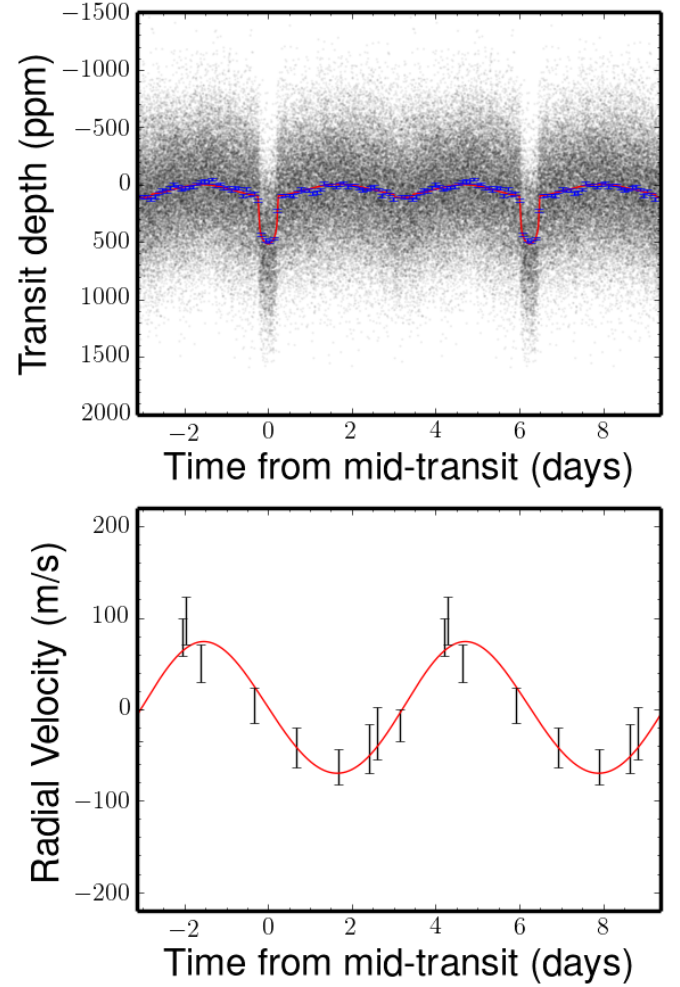 −1500
−1000
−500
0
500
1000
1500
2000
Transit depth (ppm)
−2 0 2 4 6 8
Time from mid-transit (days)
200
100
0
−100
−200
Radial Velocity (m/s)
−2 0 2 4 6 8
Time from mid-transit (days)